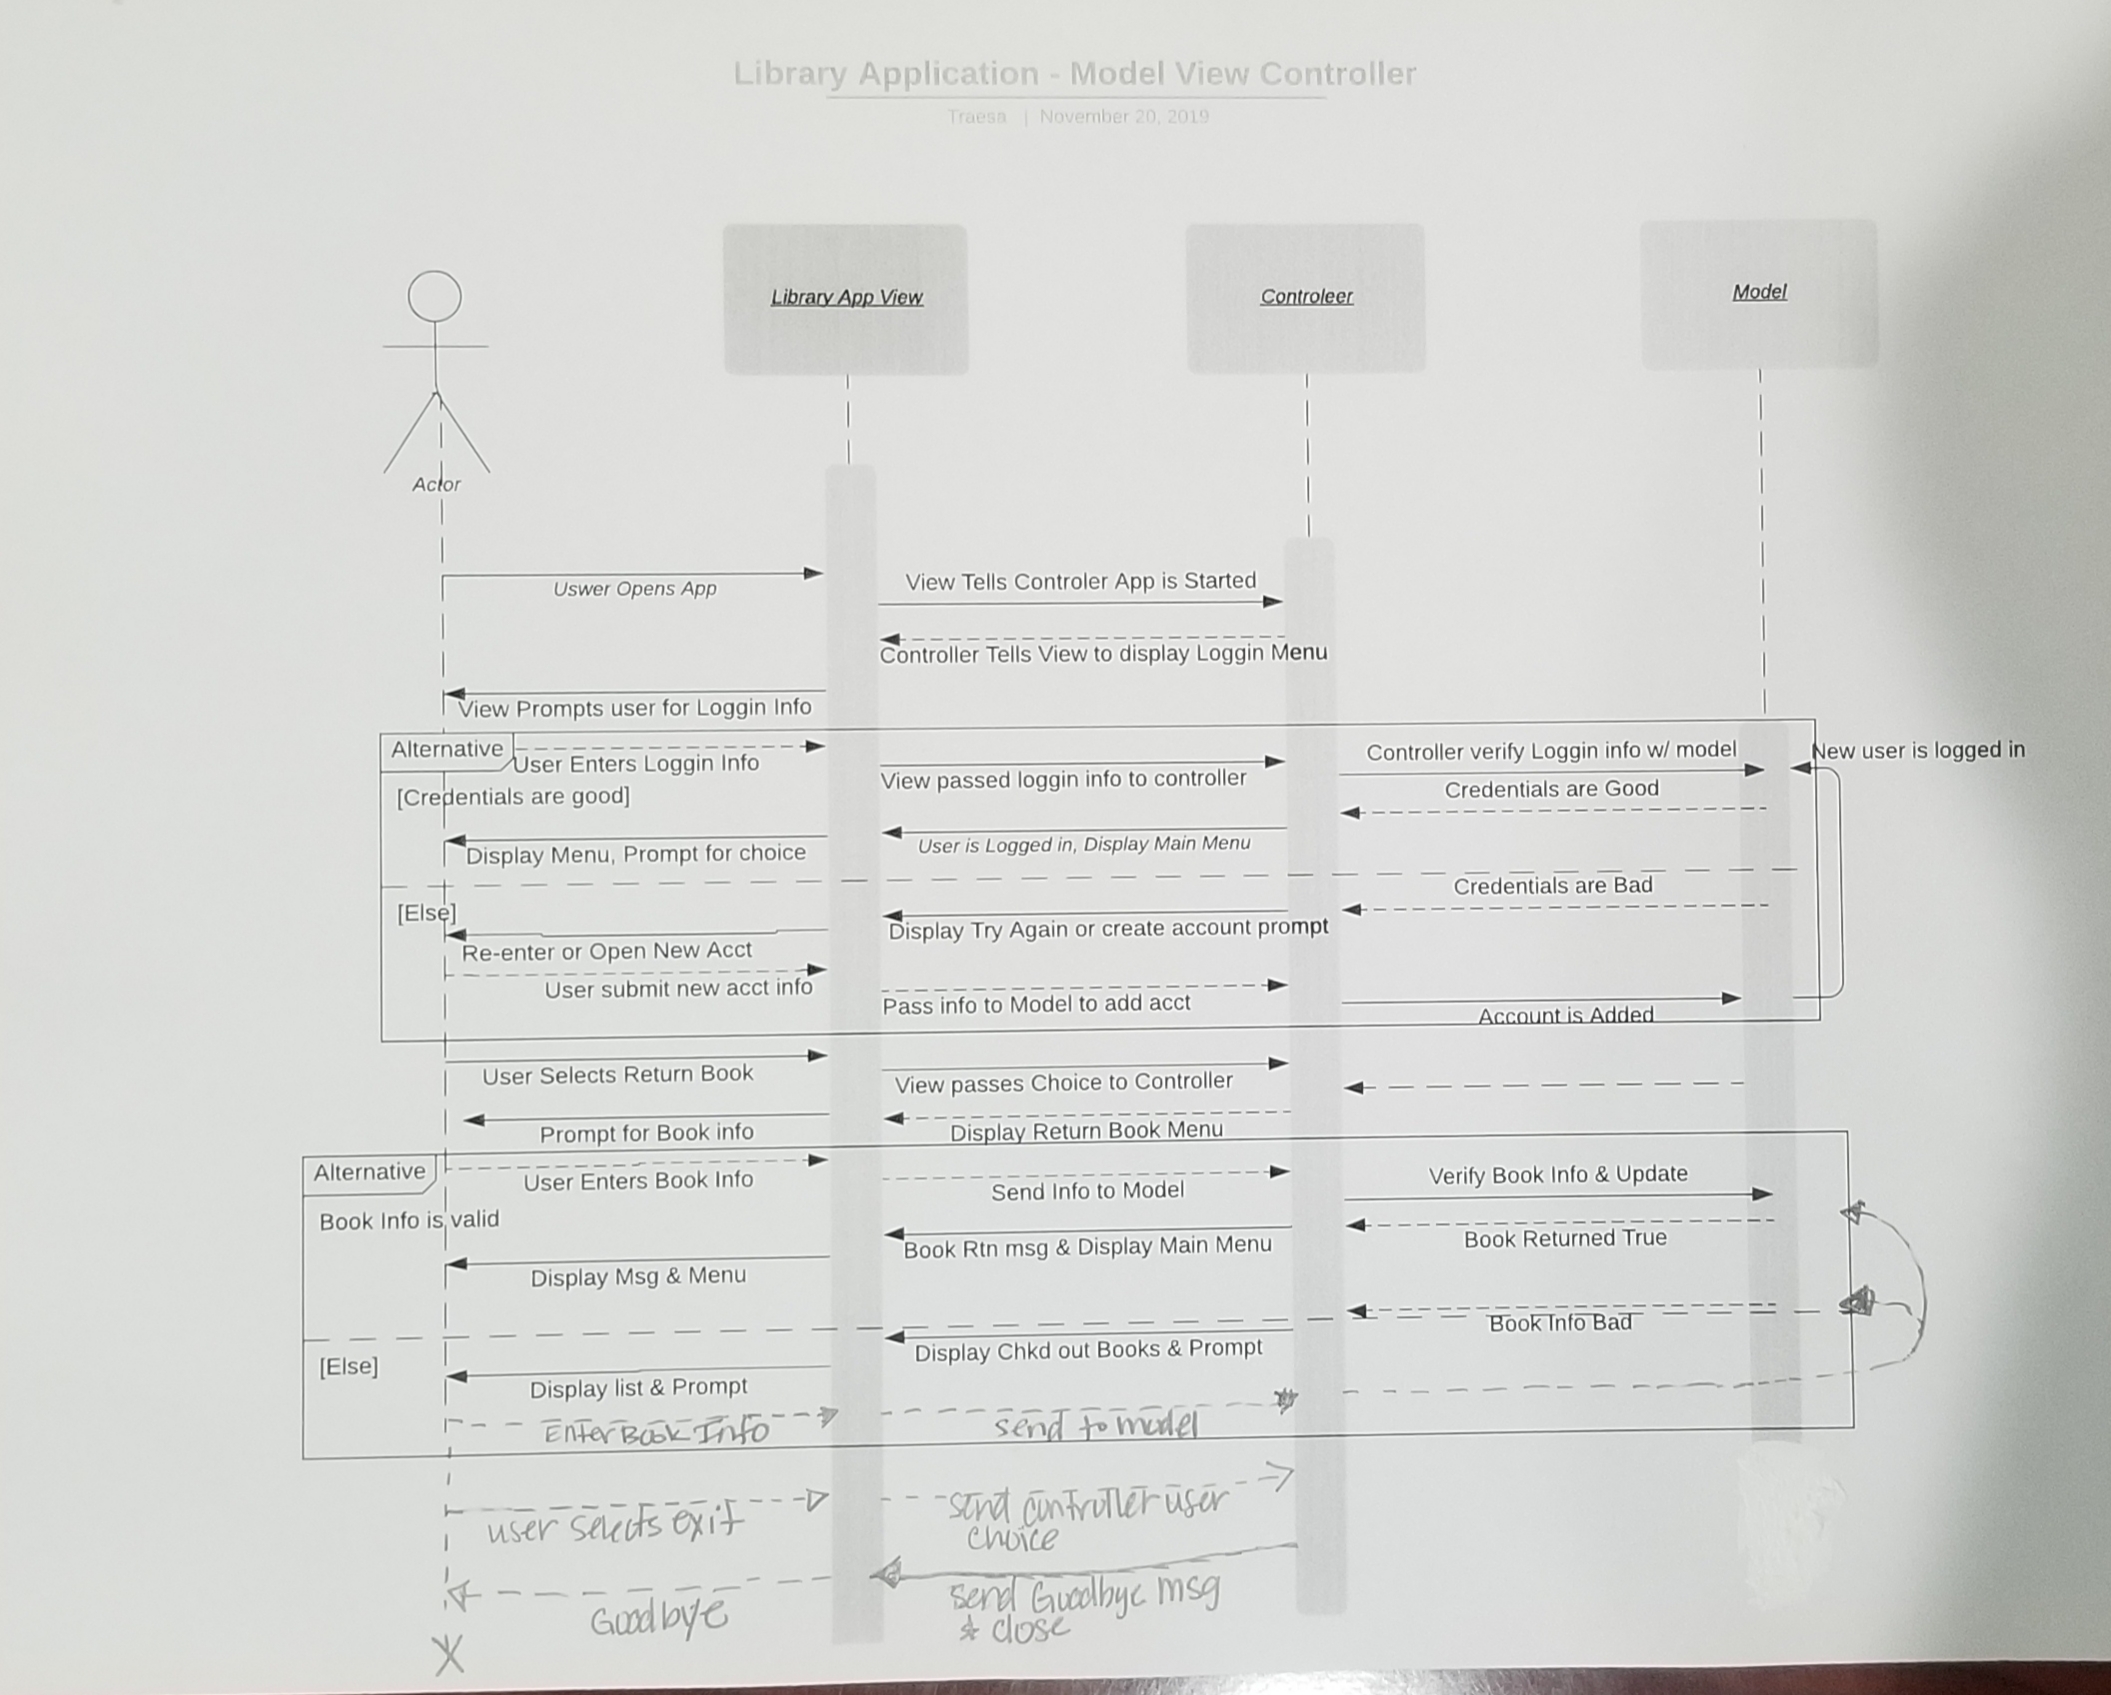 Library Application - Model View Controller
Traesa | November 20, 2019
Library App View
Controleer
Model
Actor
Uswer Opens App
View Tells Controler App is Started
Controller Tells View to display Loggin Menu
View Prompts user for Loggin Info
Alternative
User Enters Loggin Info
View passed loggin info to controller
Controller verify Loggin info w/ model
New user is logged in
[Credentials are good]
Credentials are Good
Display Menu, Prompt for choice
User is Logged in, Display Main Menu
Credentials are Bad
[Else]
Display Try Again or create account prompt
Re-enter or Open New Acct
User submit new acct info
Pass info to Model to add acct
Account is Added
User Selects Return Book
View passes Choice to Controller
Prompt for Book info
Display Return Book Menu
Alternative
User Enters Book Info
Send Info to Model
Verify Book Info & Update
Book Info is valid
Book Rtn msg & Display Main Menu
Book Returned True
Display Msg & Menu
Book Info Bad
Display Chkd out Books & Prompt
[Else]
Display list & Prompt
Enter Book Info
send to model
user selects exit
send controller user
choice
Goodbye
send Goodbye msg
& close